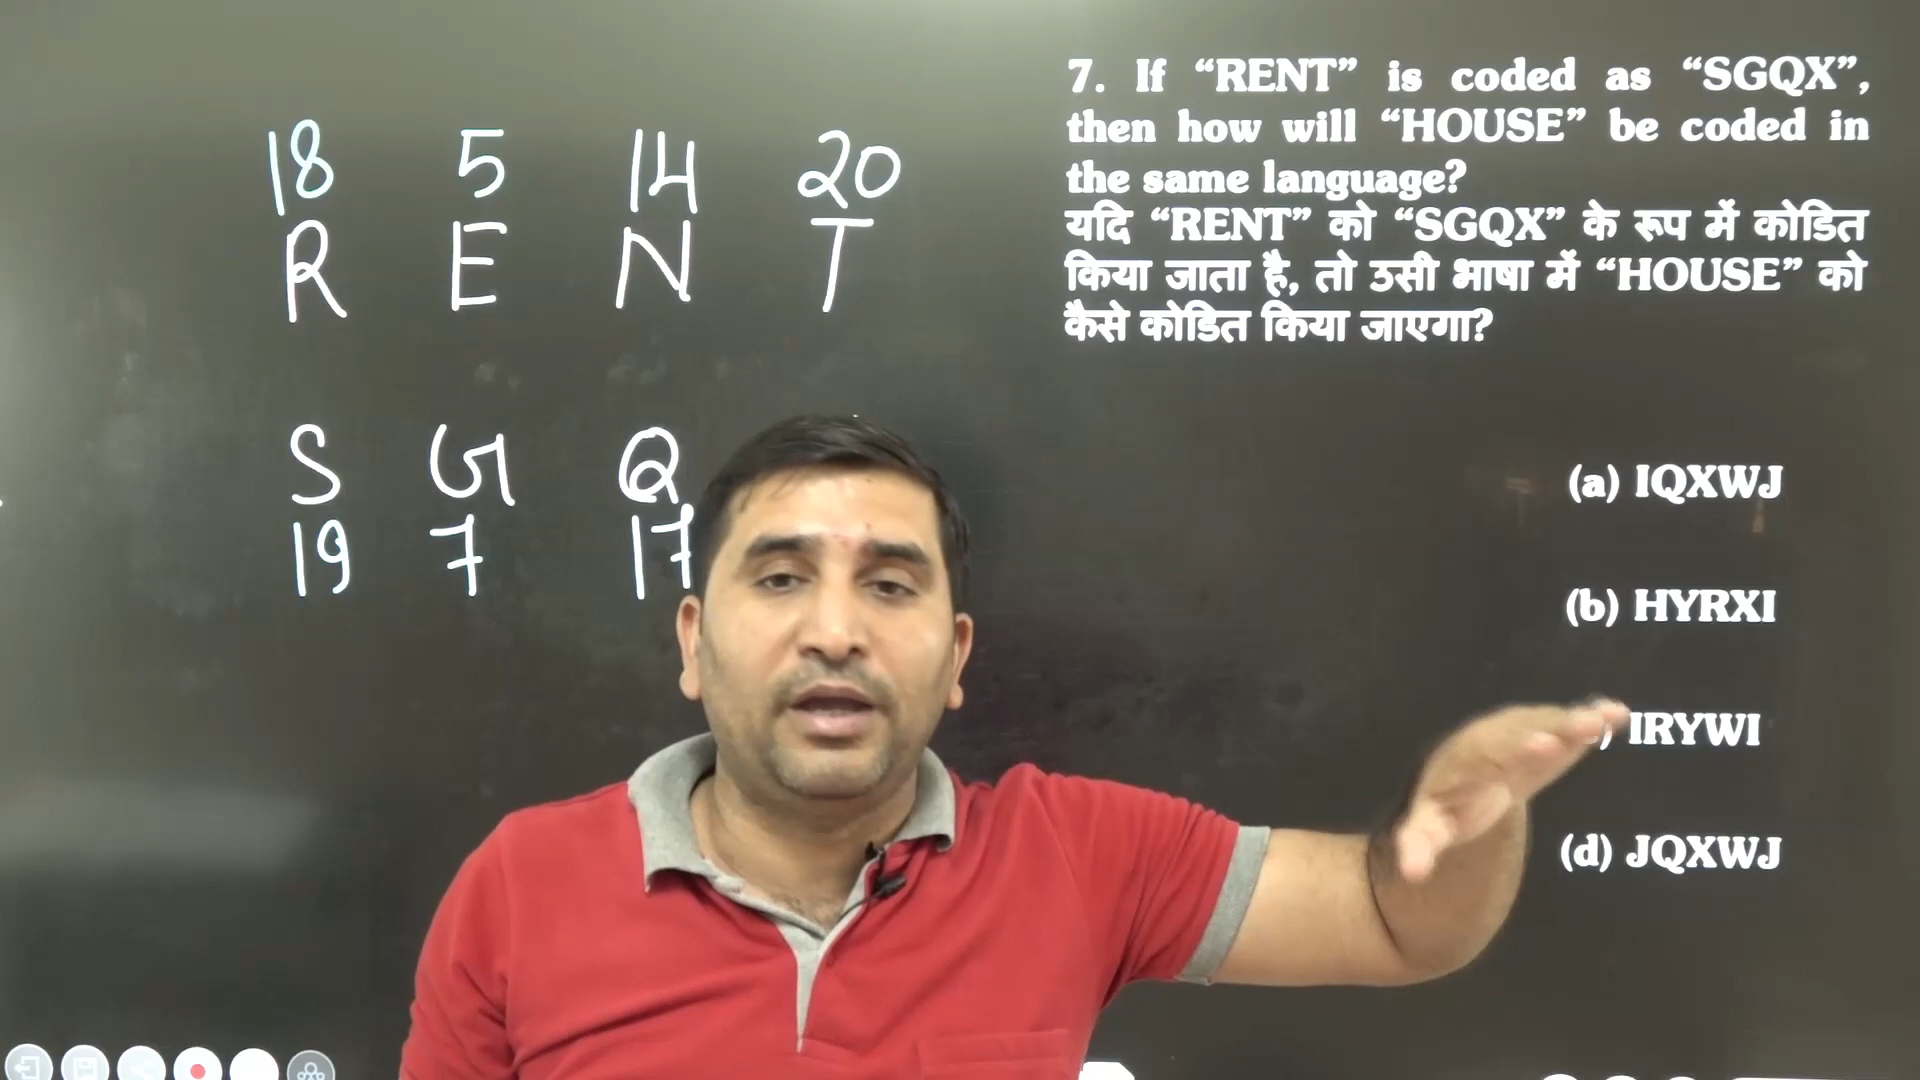 7. If “RENT” is coded as “SGQX”,
then how will “HOUSE” be coded in
the same language?
यदि “RENT” को “SGQX” के रूप में कोडित
किया जाता है, तो उसी भाषा में “HOUSE” को
कैसे कोडित किया जाएगा?
18 5 14 20
R E N T
S G Q
19 7 17
(a) IQXWJ
(b) HYRXI
IRYWI
(d) JQXWJ